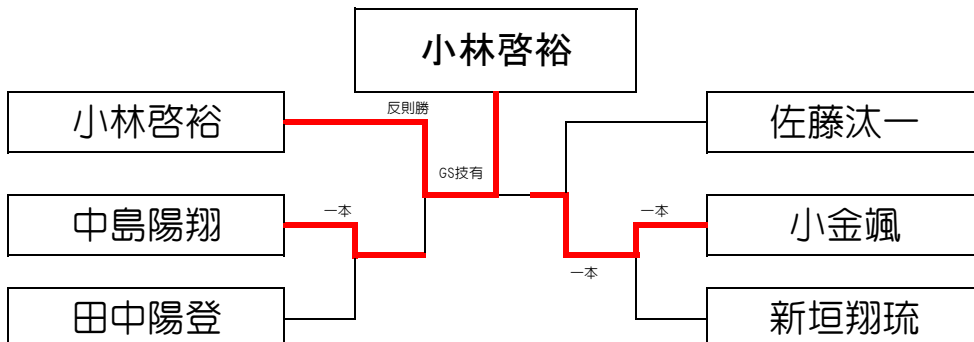 小林啓裕
小林啓裕
反則勝
佐藤汰一
GS技有
中島陽翔
一本
一本
小金颯
一本
田中陽登
新垣翔琉